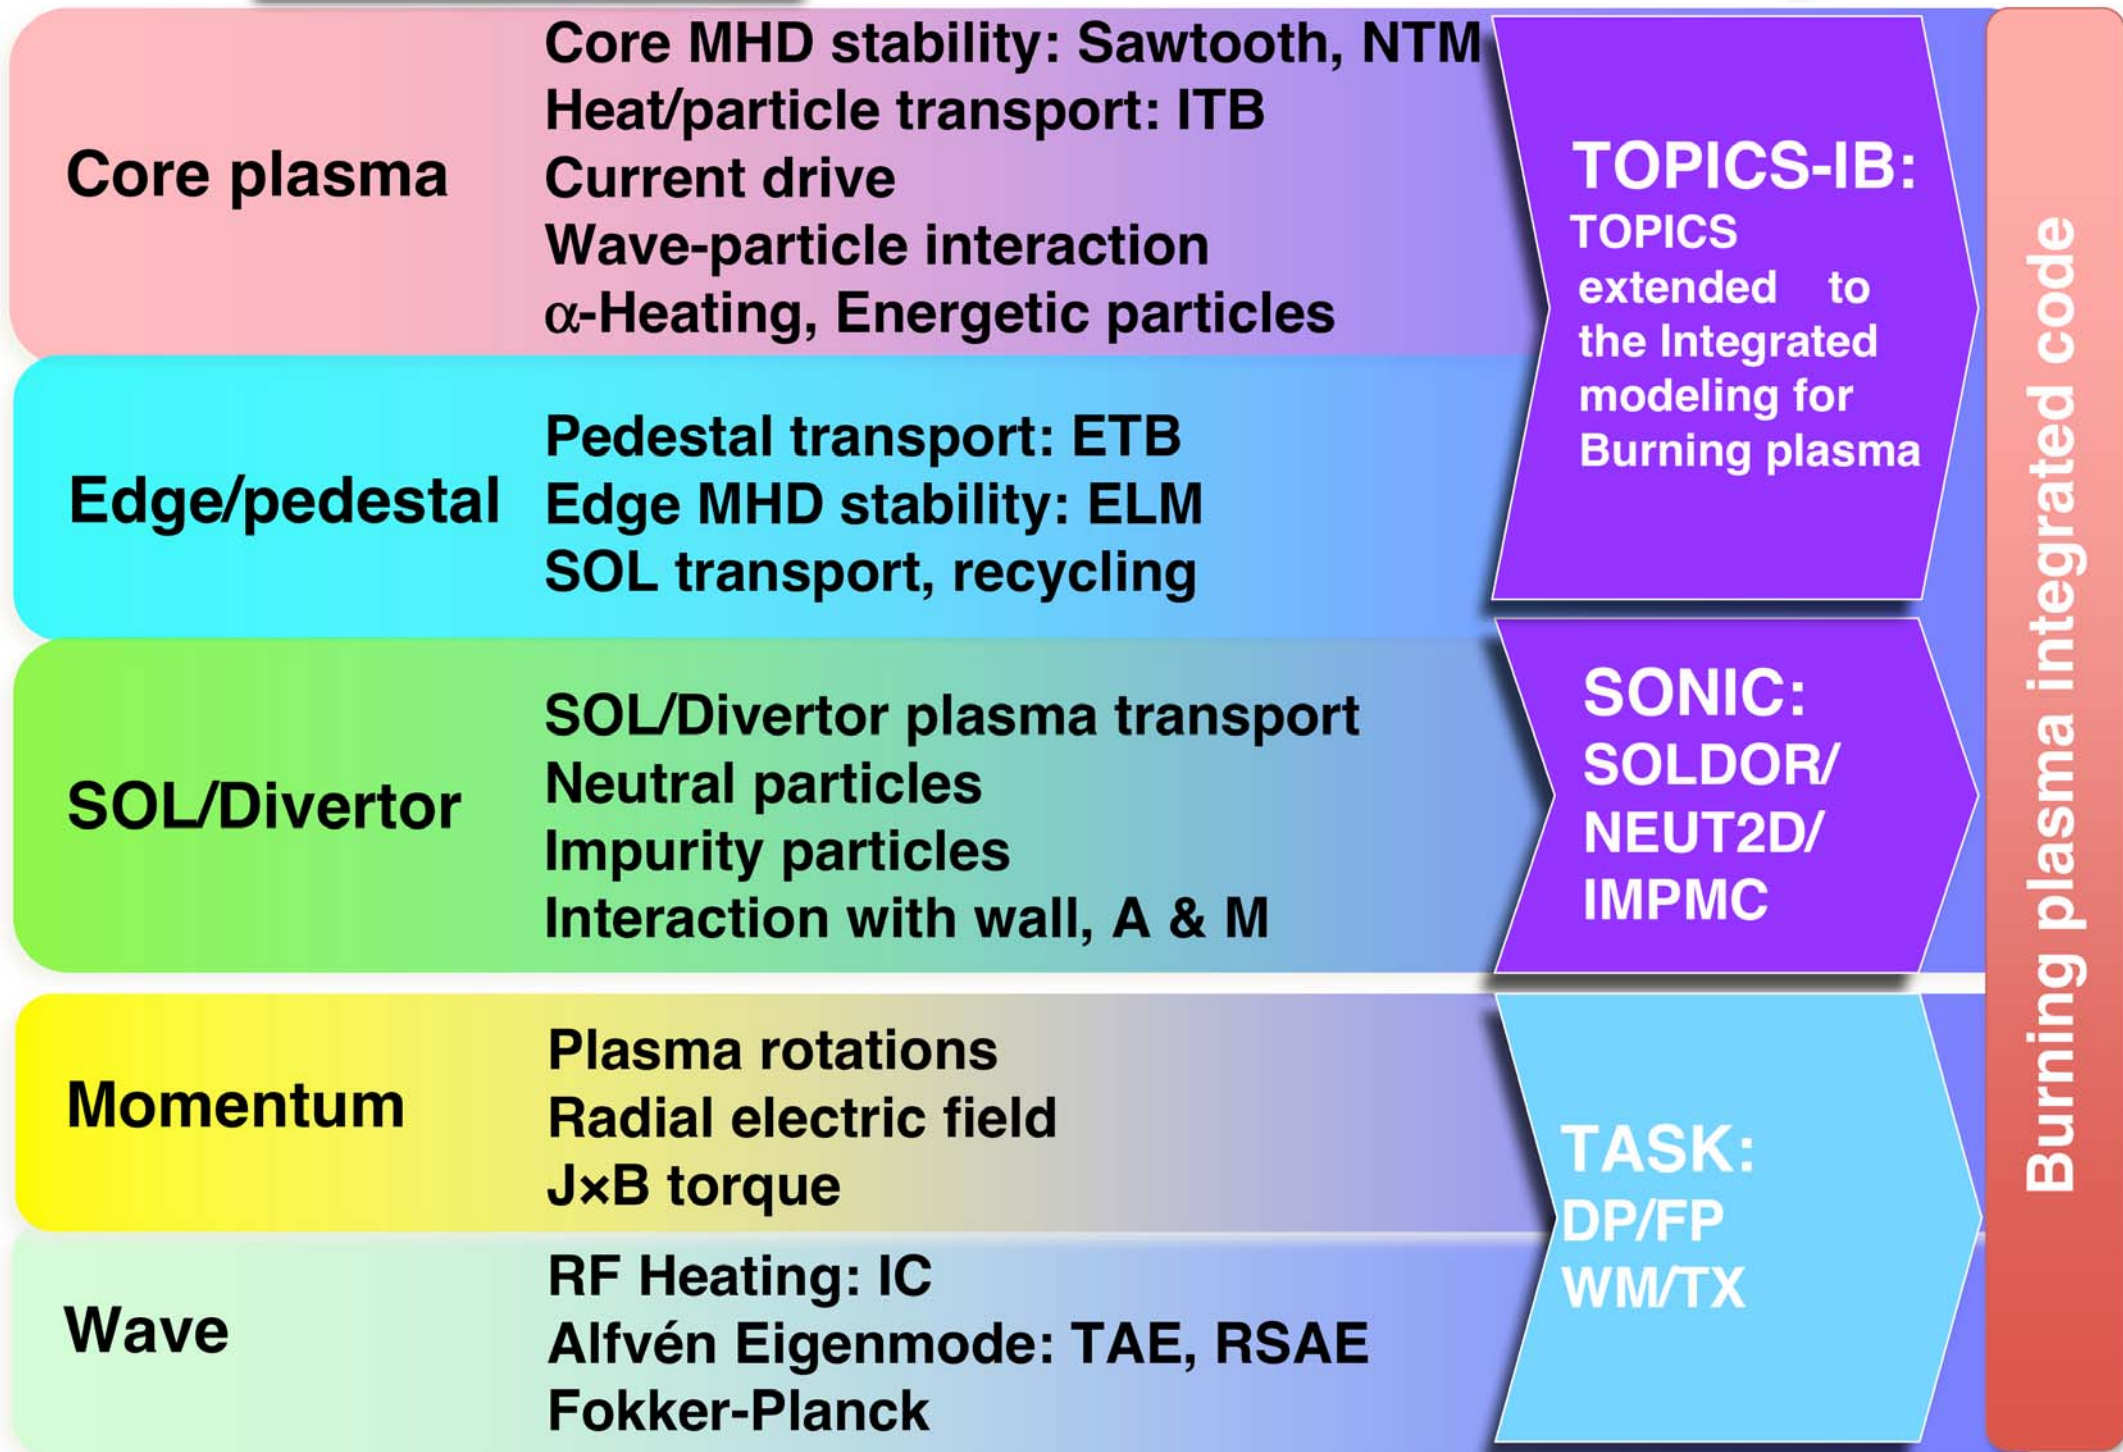 Core plasma
Core MHD stability: Sawtooth, NTM
Heat/particle transport: ITB
Current drive
Wave-particle interaction
α-Heating, Energetic particles
Edge/pedestal
Pedestal transport: ETB
Edge MHD stability: ELM
SOL transport, recycling
TOPICS-IB:
TOPICS
extended to
the Integrated
modeling for
Burning plasma
SOL/Divertor
SOL/Divertor plasma transport
Neutral particles
Impurity particles
Interaction with wall, A & M
SONIC:
SOLDOR/
NEUT2D/
IMPMC
Momentum
Plasma rotations
Radial electric field
J×B torque
Wave
RF Heating: IC
Alfvén Eigenmode: TAE, RSAE
Fokker-Planck
TASK:
DP/FP
WM/TX
Burning plasma integrated code